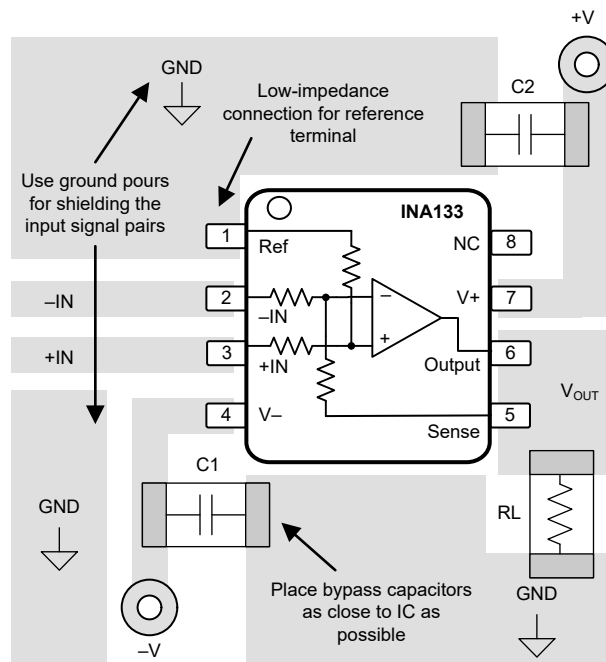 +V
GND
C2
Low-impedance
connection for reference
terminal
Use ground pours
for shielding the
input signal pairs
INA133
1
Ref
NC
8
–IN
2
–IN
V+
7
+IN
3
+IN
–
+
Output
6
4
V–
Sense
5
VOUT
C1
GND
RL
Place bypass capacitors
as close to IC as
possible
GND
–V